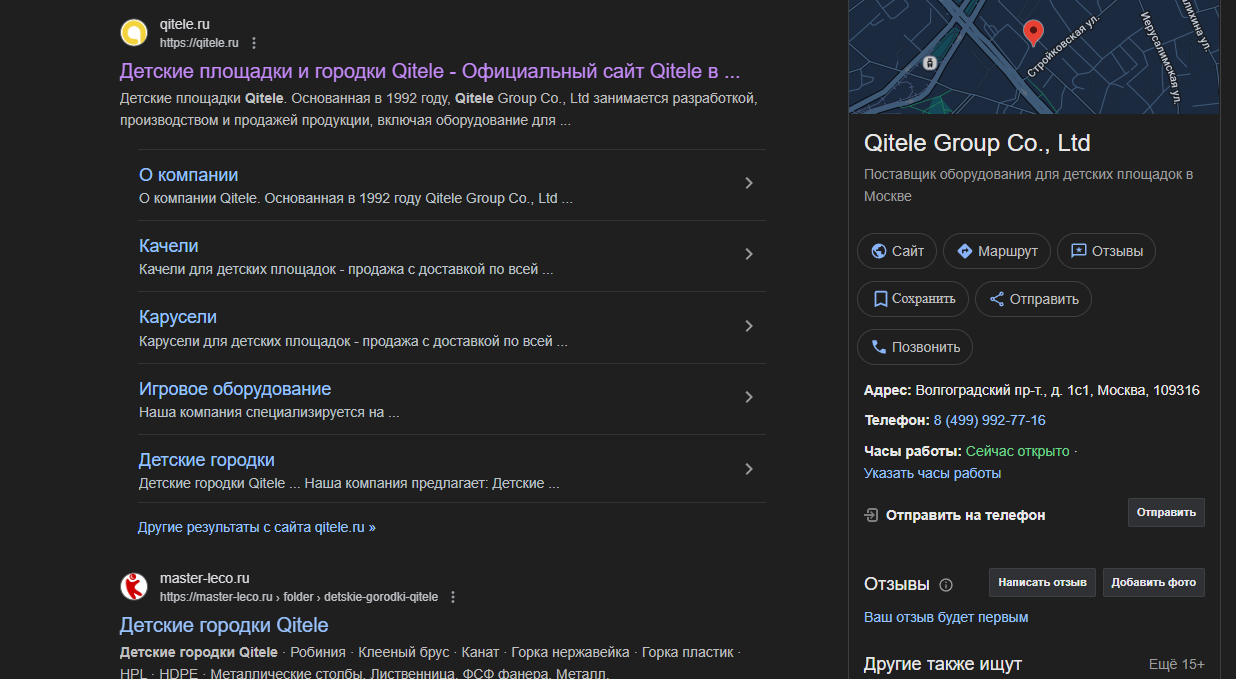 qitele.ru
https://qitele.ru
Детские площадки и городки Qitele - Официальный сайт Qitele в ...
Детские площадки Qitele. Основанная в 1992 году, Qitele Group Co., Ltd занимается разработкой,
производством и продажей продукции, включая оборудование для ...
О компании
О компании Qitele. Основанная в 1992 году Qitele Group Co., Ltd ...
Качели
Качели для детских площадок - продажа с доставкой по всей ...
Карусели
Карусели для детских площадок - продажа с доставкой по всей ...
Игровое оборудование
Наша компания специализируется на ...
Детские городки
Детские городки Qitele ... Наша компания предлагает: Детские ...
Другие результаты с сайта qitele.ru »
master-leco.ru
https://master-leco.ru › folder › detskie-gorodki-qitele
Детские городки Qitele
Детские городки Qitele · Робиния · Клееный брус · Канат · Горка нержавейка · Горка пластик ·
HPL · HDPE · Металлические столбы, Лиственница, ФСФ фанера, Металл.
Стройковская ул.
Иерусалимская ул.
Qitele Group Co., Ltd
Поставщик оборудования для детских площадок в
Москве
Сайт
Маршрут
Отзывы
Сохранить
Отправить
Позвонить
Адрес: Волгоградский пр-т., д. 1с1, Москва, 109316
Телефон: 8 (499) 992-77-16
Часы работы: Сейчас открыто ·
Указать часы работы
Отправить на телефон
Отправить
Отзывы
Написать отзыв
Добавить фото
Ваш отзыв будет первым
Другие также ищут
Ещё 15+